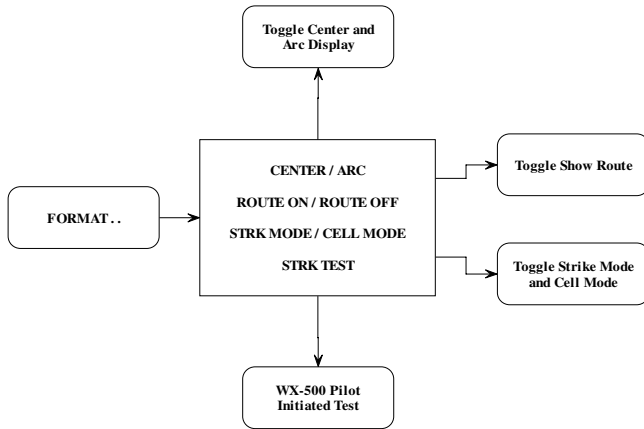 Toggle Center and
Arc Display
CENTER / ARC
ROUTE ON / ROUTE OFF
STRK MODE / CELL MODE
STRK TEST
FORMAT . .
Toggle Show Route
Toggle Strike Mode
and Cell Mode
WX-500 Pilot
Initiated Test